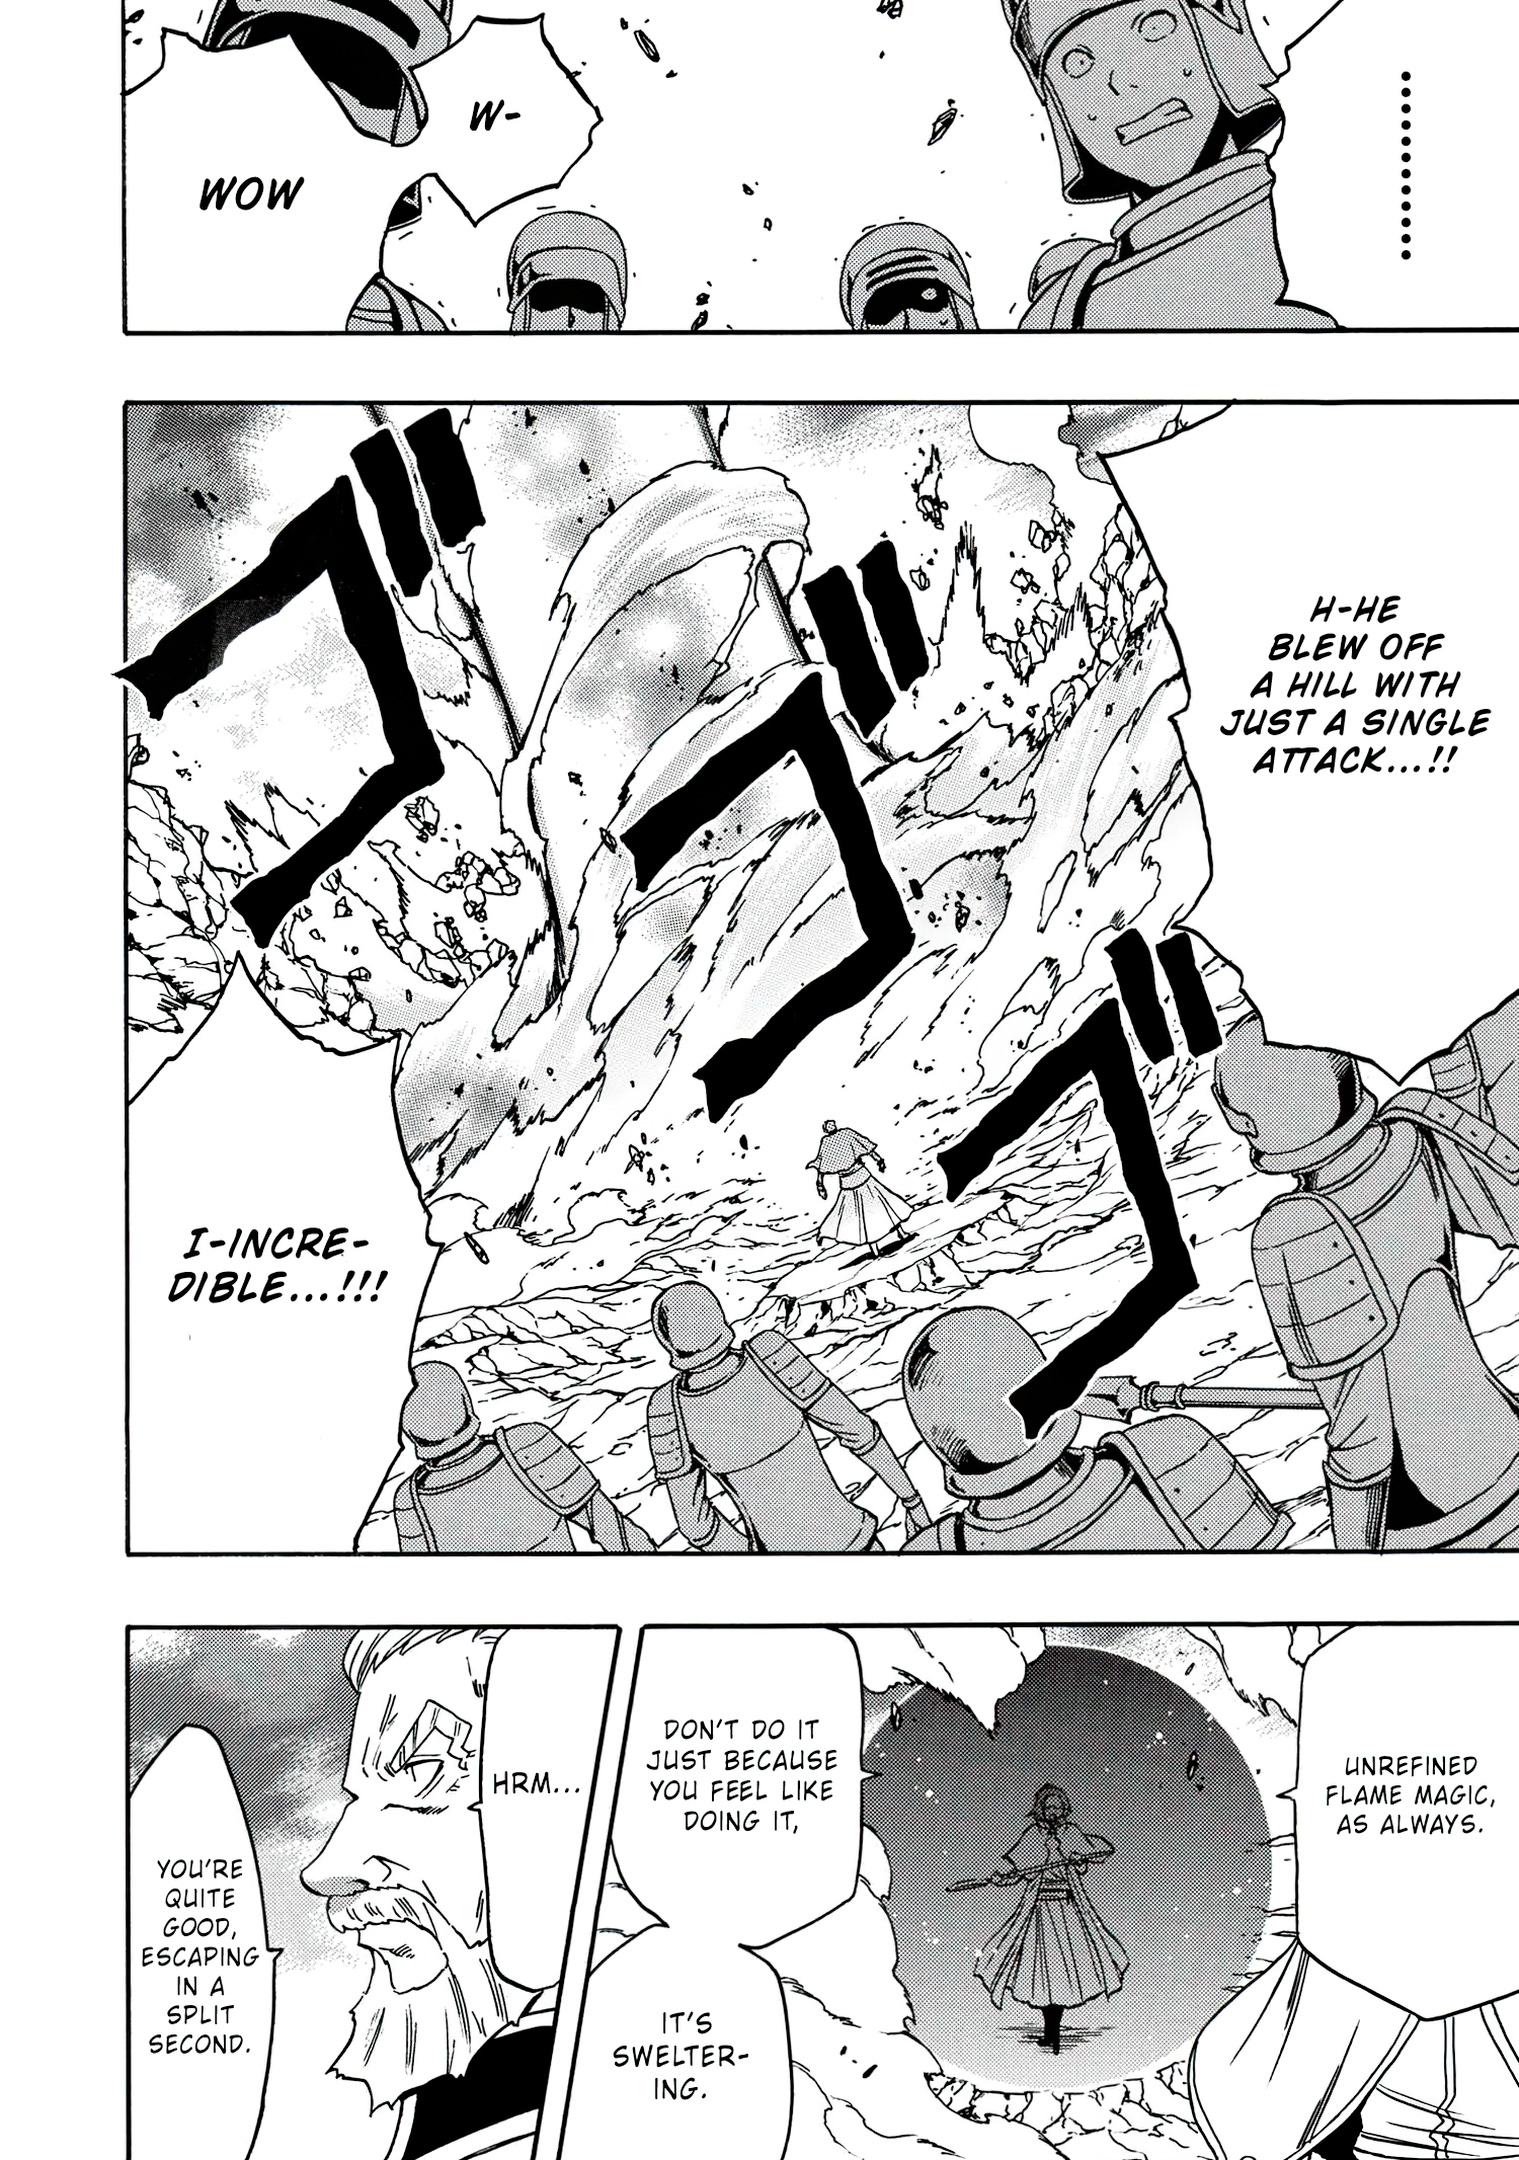 .........
W-
WOW
H-HE
BLEW OFF
A HILL WITH
JUST A SINGLE
ATTACK...!!
ゴゴゴ
I-INCRE-
DIBLE...!!!
UNREFINED
FLAME MAGIC,
AS ALWAYS.
DON'T DO IT
JUST BECAUSE
YOU FEEL LIKE
DOING IT,
IT'S
SWELTER-
ING.
HRM...
YOU'RE
QUITE
GOOD,
ESCAPING
IN A
SPLIT
SECOND.